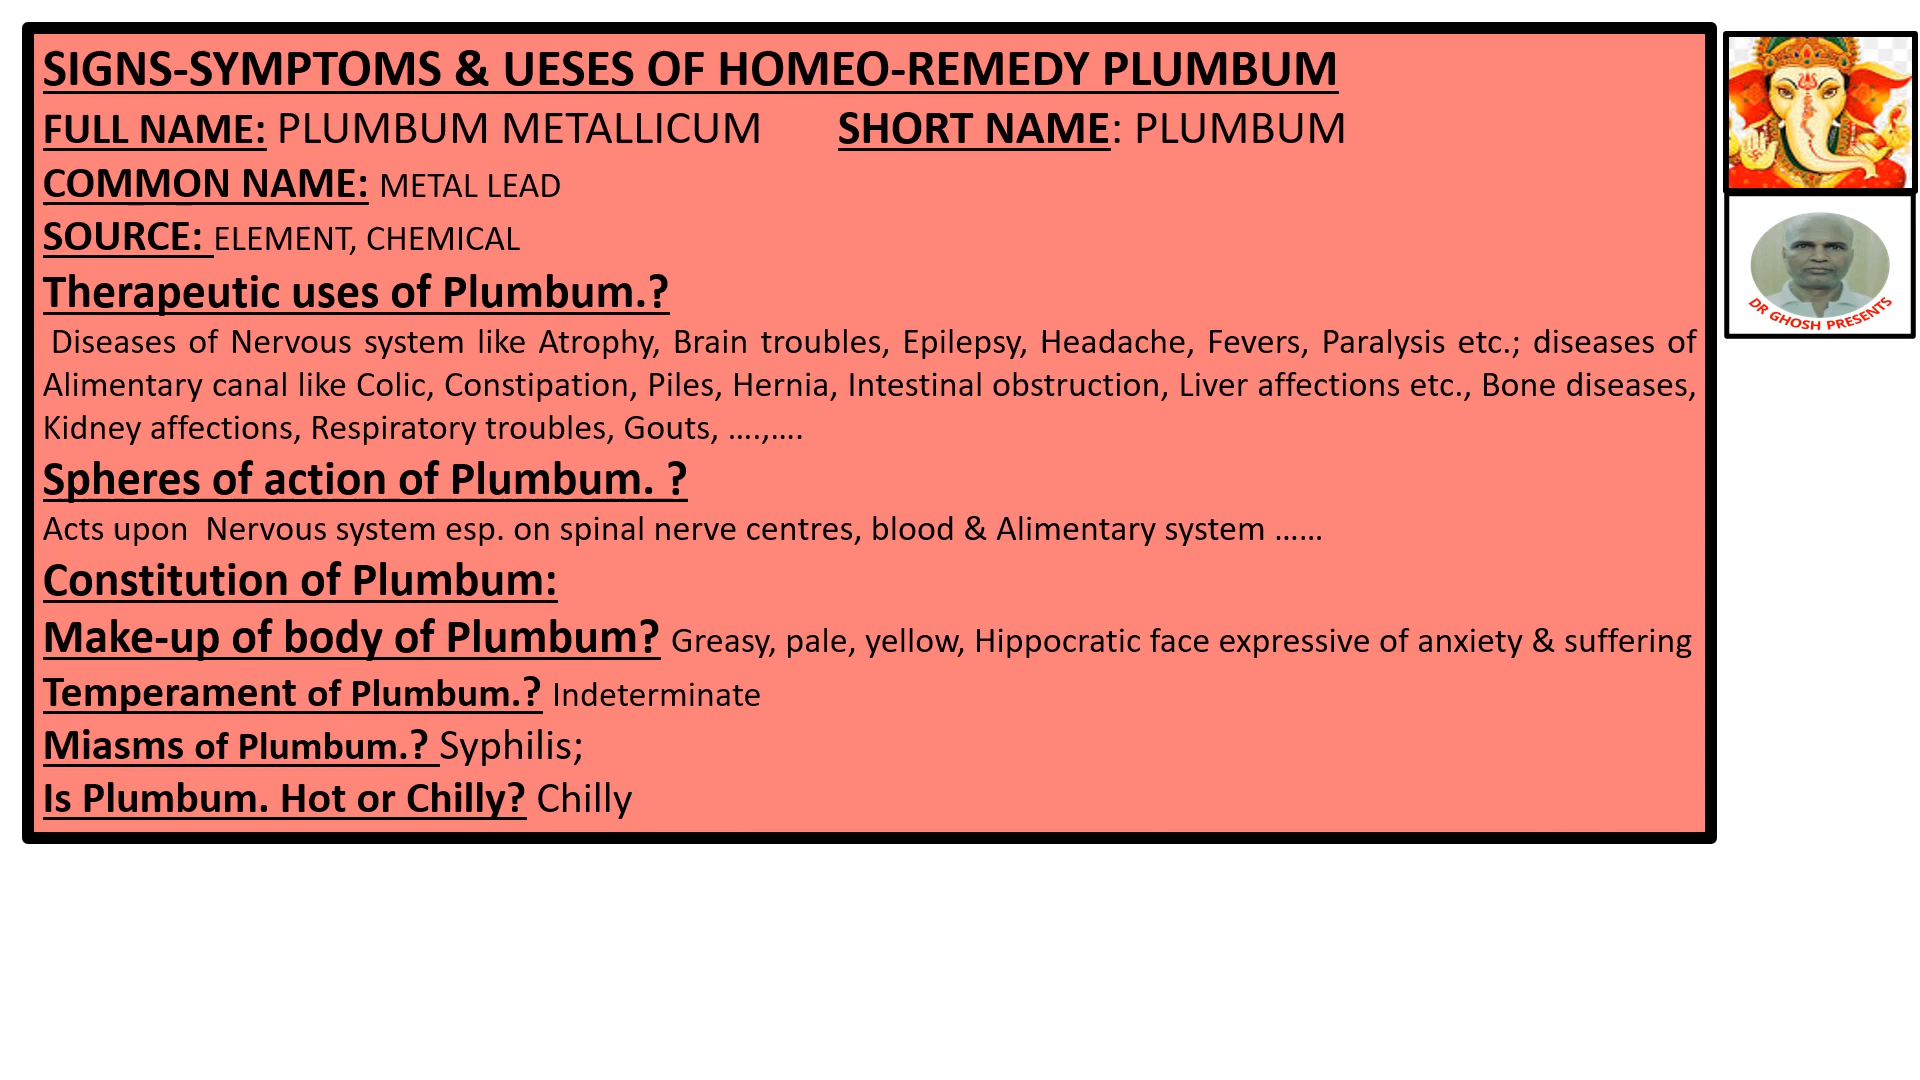 SIGNS-SYMPTOMS & UESES OF HOMEO-REMEDY PLUMBUM
FULL NAME: PLUMBUM METALLICUM SHORT NAME: PLUMBUM
COMMON NAME: METAL LEAD
SOURCE: ELEMENT, CHEMICAL
Therapeutic uses of Plumbum.?
Diseases of Nervous system like Atrophy, Brain troubles, Epilepsy, Headache, Fevers, Paralysis etc.; diseases of
Alimentary canal like Colic, Constipation, Piles, Hernia, Intestinal obstruction, Liver affections etc., Bone diseases,
Kidney affections, Respiratory troubles, Gouts, ….,….
Spheres of action of Plumbum. ?
Acts upon  Nervous system esp. on spinal nerve centres, blood & Alimentary system ……
Constitution of Plumbum:
Make-up of body of Plumbum? Greasy, pale, yellow, Hippocratic face expressive of anxiety & suffering
Temperament of Plumbum.? Indeterminate
Miasms of Plumbum.? Syphilis;
Is Plumbum. Hot or Chilly? Chilly
DR GHOSH PRESENTS